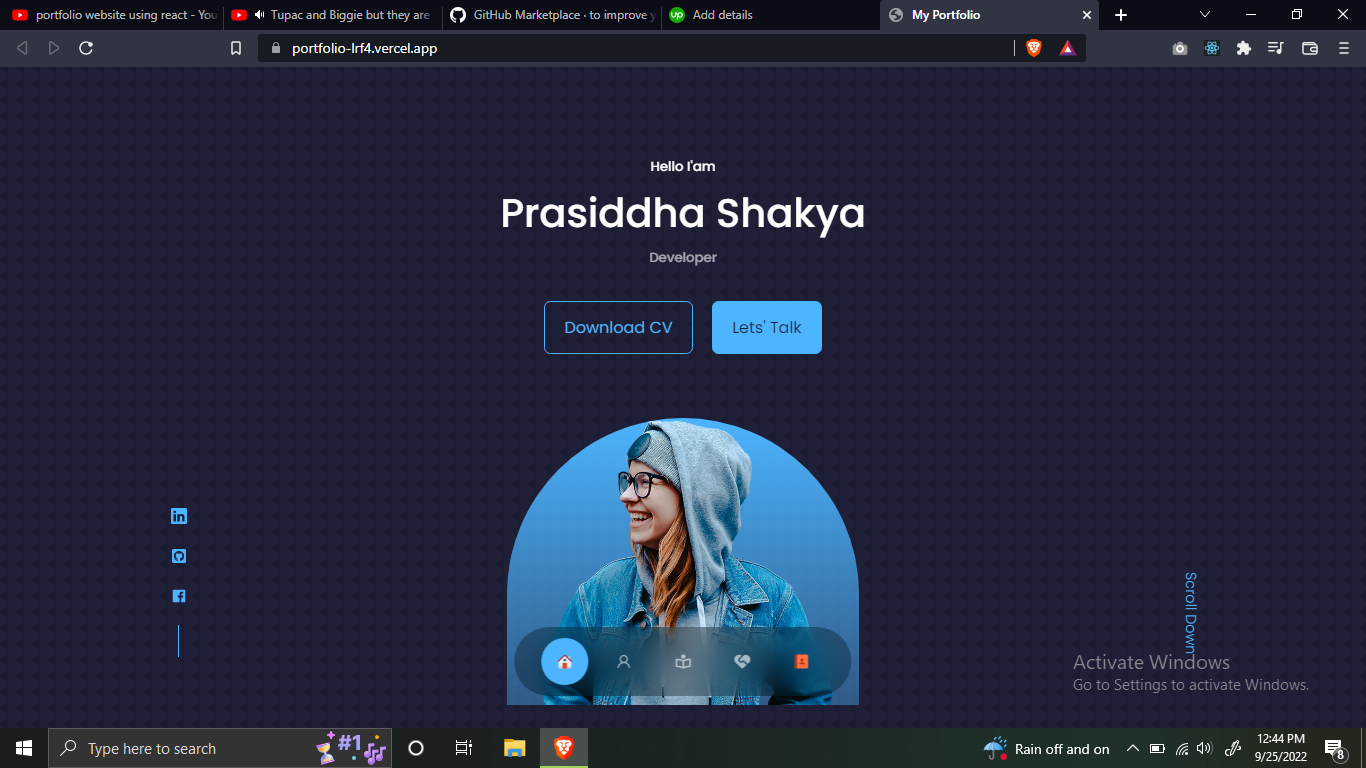 portfolio website using react - You
Tupac and Biggie but they are
GitHub Marketplace · to improve y
up
Add details
My Portfolio
portfolio-lrf4.vercel.app
Hello I'am
Prasiddha Shakya
Developer
Download CV
Lets' Talk
in
Scroll Down
Activate Windows
Go to Settings to activate Windows.
Type here to search
#1
Rain off and on
12:44 PM
9/25/2022
8